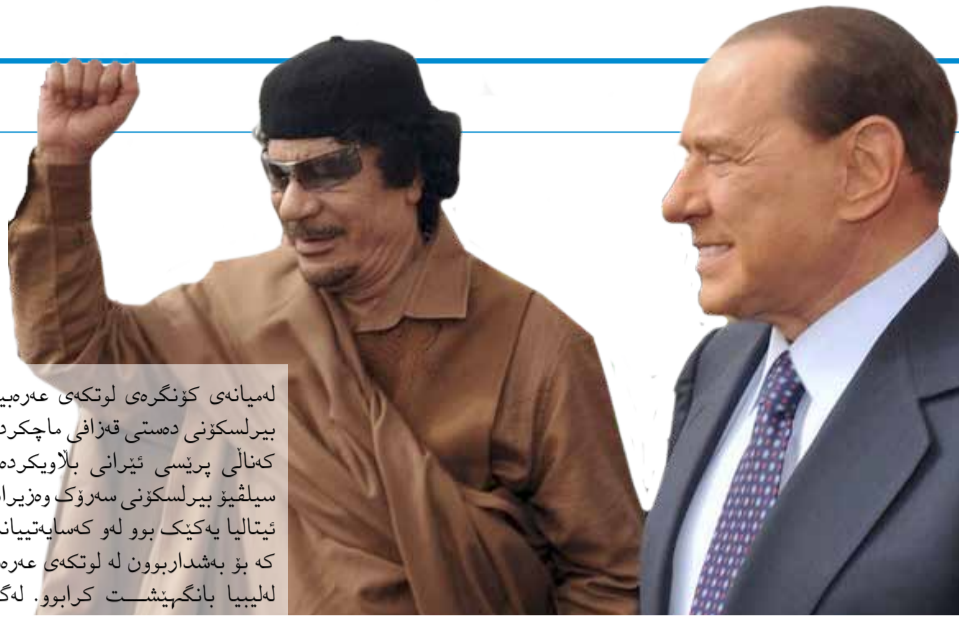 لەمیانەی کۆنگرەی لوتکەی عەرەبی
بیرلسکۆنی دەستی قەزافی ماچکرد
کەناڵی پرێسی ئێرانی بڵاویکردە
سیلڤیۆ بیرلسکۆنی سەرۆک وەزیرا
ئیتالیا یەکێک بوو لەو کەسایەتییان
کە بۆ بەشداربوون لە لوتکەی عەرە
لەلیبیا بانگهێشت کرابوو. لەگ